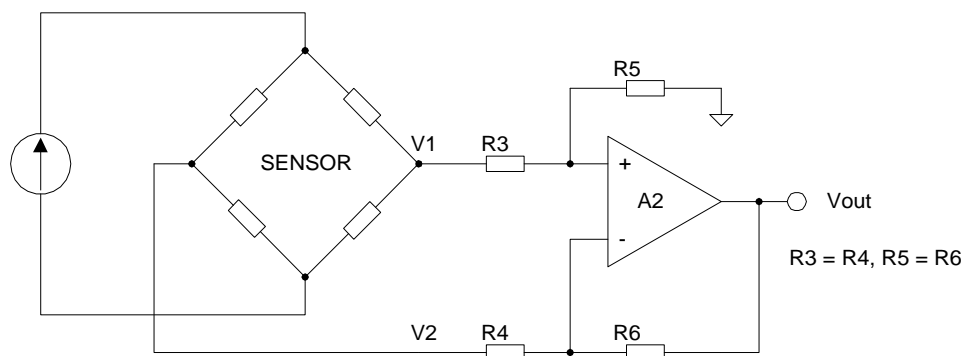 R5
V1
R3
SENSOR
+
A2
Vout
-
R3 = R4, R5 = R6
V2
R4
R6